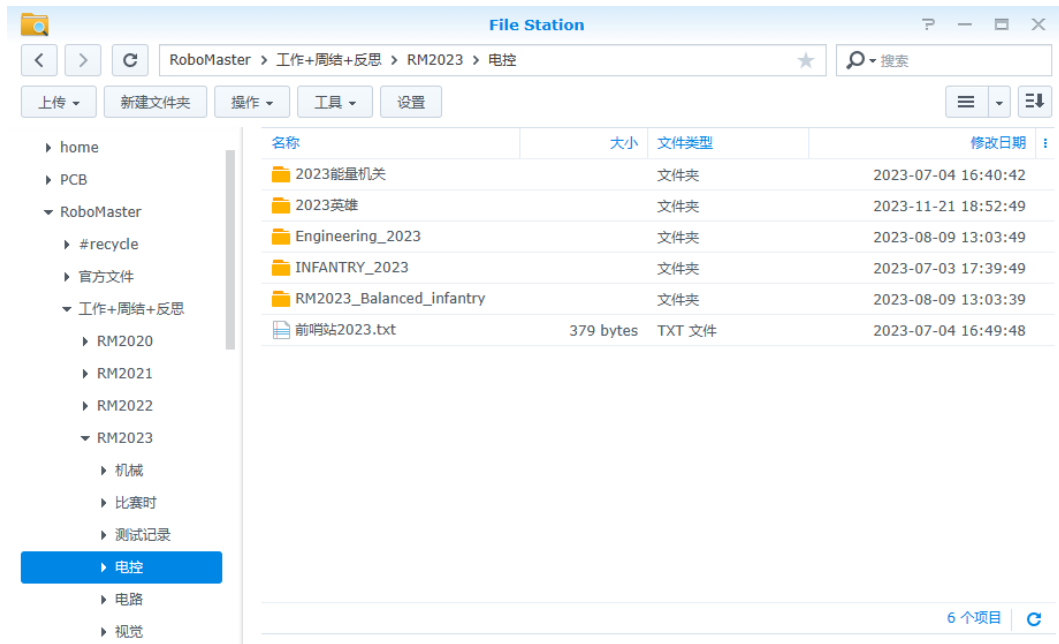 File Station
RoboMaster > 工作+周结+反思 > RM2023 > 电控
搜索
上传 新建文件夹 操作 工具 设置
home
PCB
RoboMaster
#recycle
官方文件
工作+周结+反思
RM2020
RM2021
RM2022
RM2023
机械
比赛时
测试记录
电控
电路
视觉
名称 大小 文件类型 修改日期
2023能量机关 文件夹 2023-07-04 16:40:42
2023英雄 文件夹 2023-11-21 18:52:49
Engineering_2023 文件夹 2023-08-09 13:03:49
INFANTRY_2023 文件夹 2023-07-03 17:39:49
RM2023_Balanced_infantry 文件夹 2023-08-09 13:03:39
前哨站2023.txt 379 bytes TXT 文件 2023-07-04 16:49:48
6 个项目